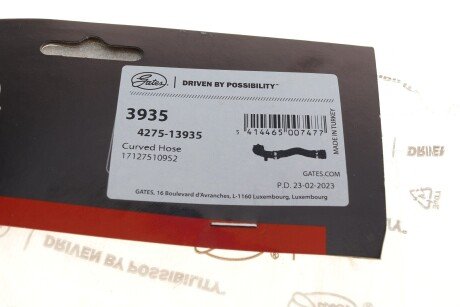 Gates
DRIVEN BY POSSIBILITY™
3935
4275-13935
Curved Hose
17127510952
5 414465 007477
MADE IN TURKEY
GATES.COM
P.D. 23-02-2023
GATES, 16 Boulevard d'Avranches, L-1160 Luxembourg, Luxembourg
DRIVEN BY POSSIBILITY